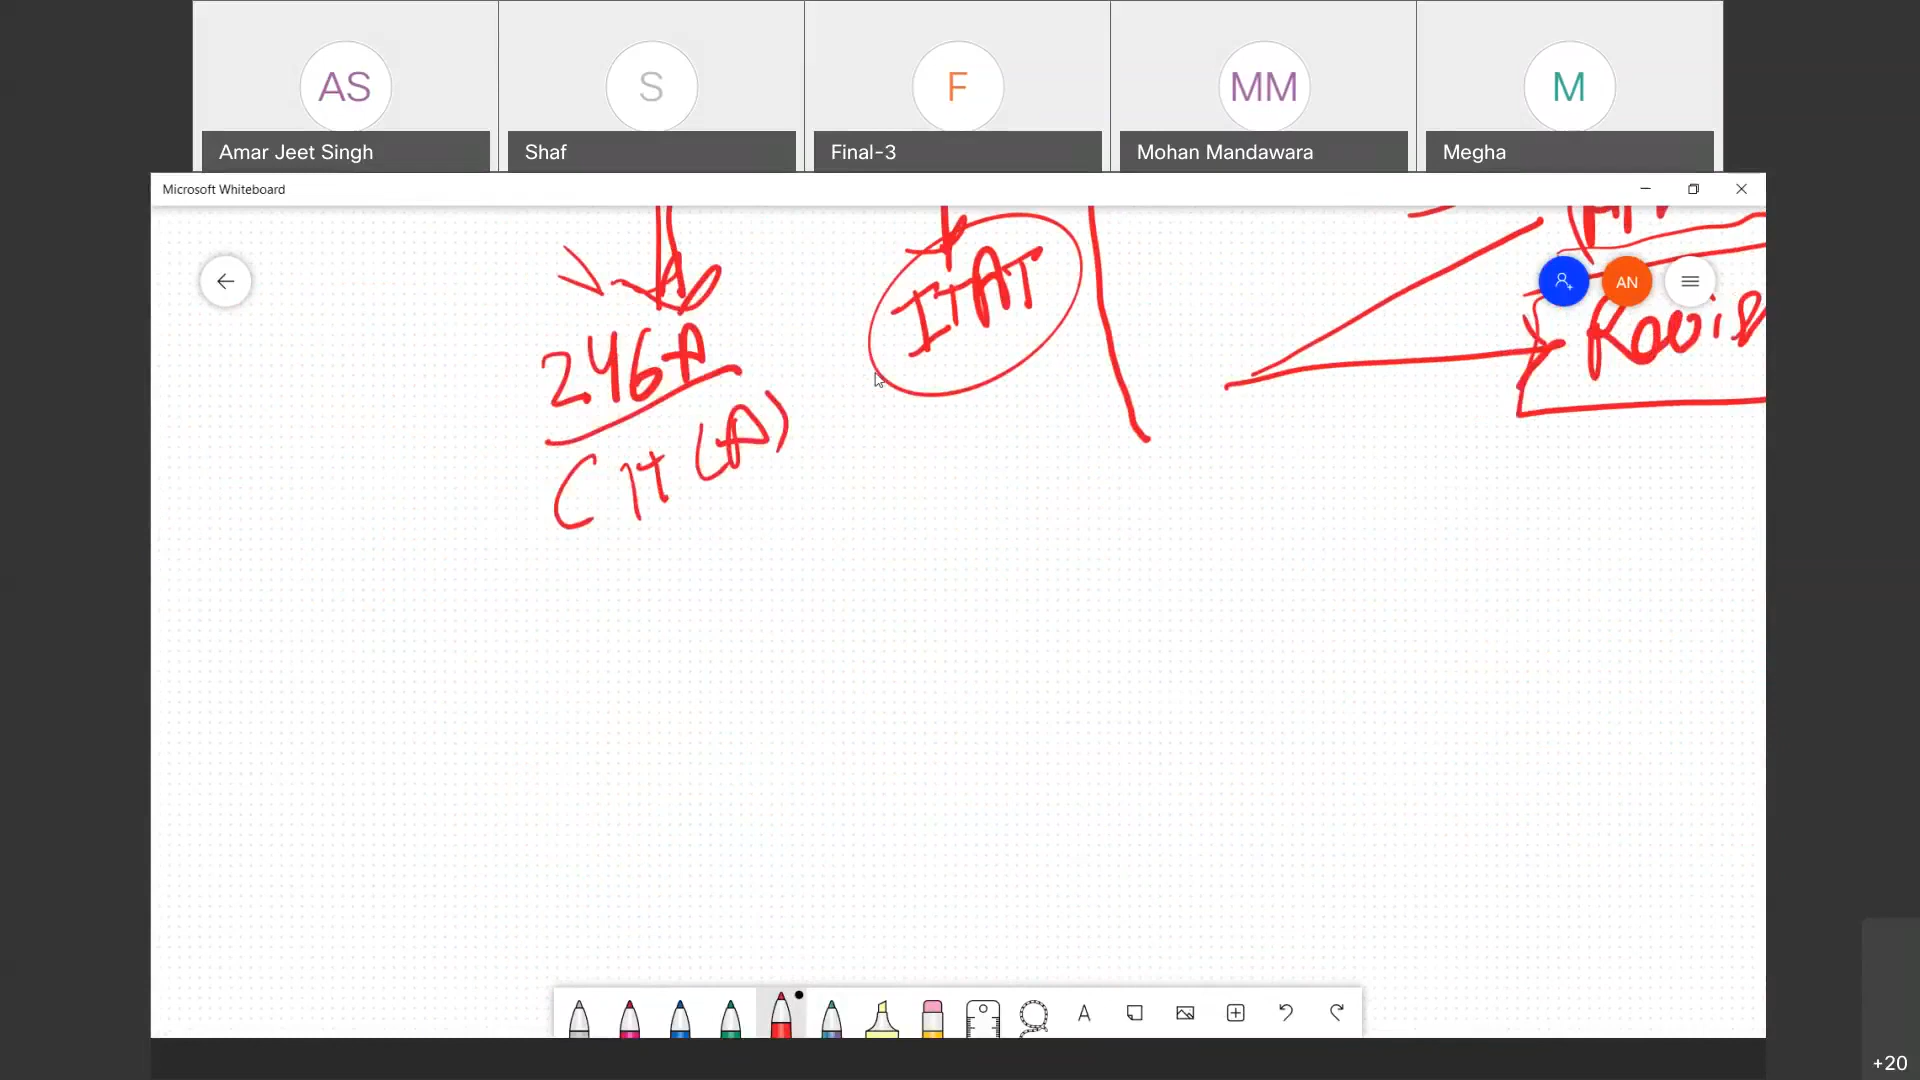 AS S F MM M
Amar Jeet Singh Shaf Final-3 Mohan Mandawara Megha
Microsoft Whiteboard
ITAT
AN
246A
CIT (A)
A
+20